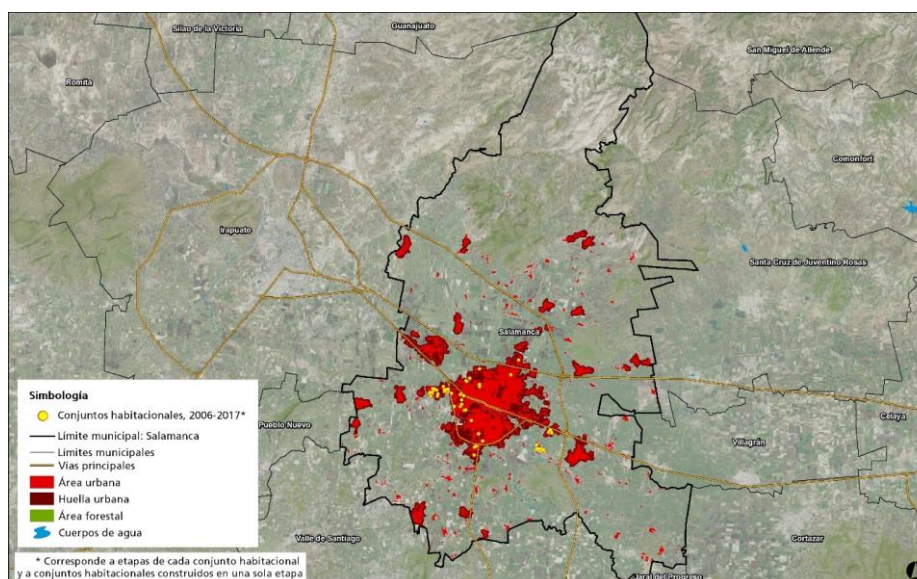 Silao de la Victoria
Guanajuato
San Miguel de Allende
Romita
Comonfort
Irapuato
Santa Cruz de Juventino Rosas
Salamanca
Simbología
Conjuntos habitacionales, 2006-2017*
Límite municipal: Salamanca
Límites municipales
Vías principales
Área urbana
Huella urbana
Área forestal
Cuerpos de agua
Pueblo Nuevo
Celaya
Villagrán
Valle de Santiago
Cortazar
Jaral del Progreso
* Corresponde a etapas de cada conjunto habitacional
y a conjuntos habitacionales construidos en una sola etapa